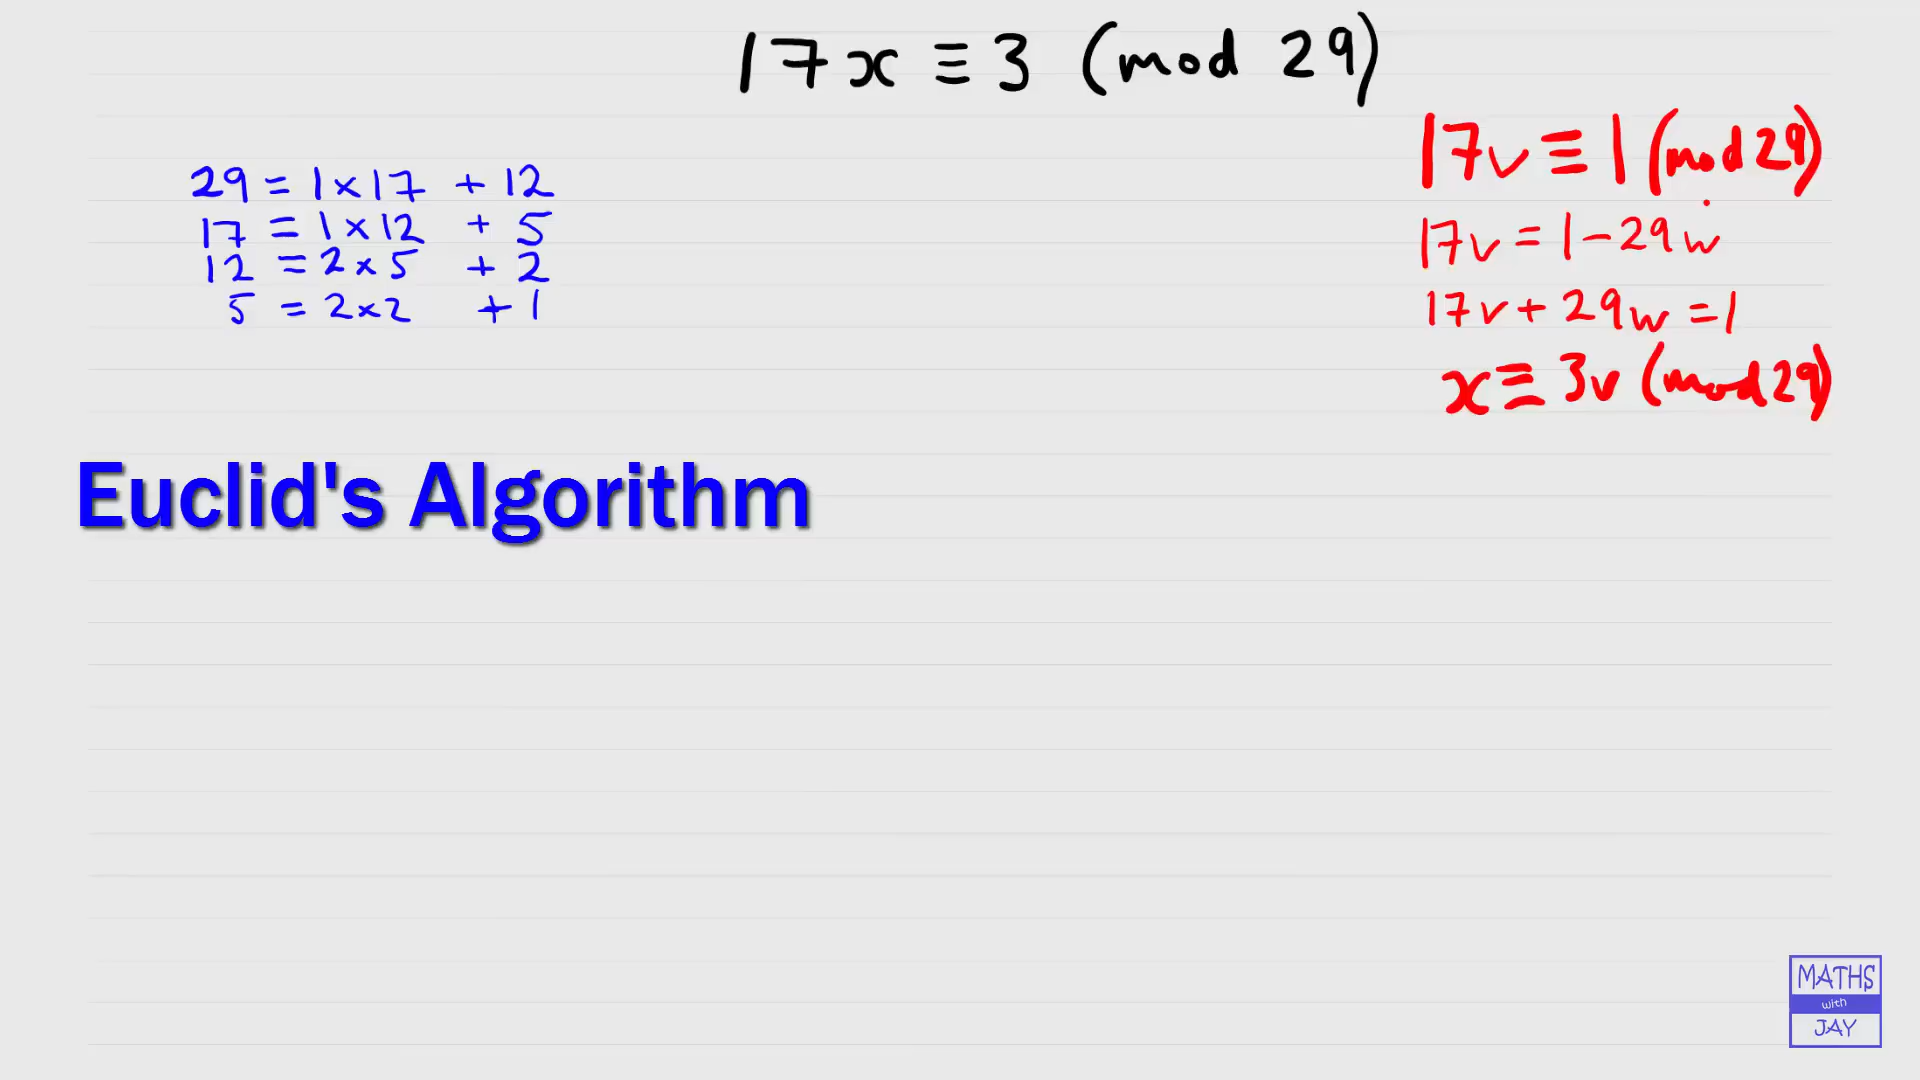 17x ≡ 3 (mod 29)
29 = 1 x 17 + 12
17 = 1 x 12 + 5
12 = 2 x 5 + 2
5 = 2 x 2 + 1
17v ≡ 1 (mod 29)
17v = 1 - 29w
17v + 29w = 1
x ≡ 3v (mod 29)
Euclid's Algorithm
MATHS
with
JAY